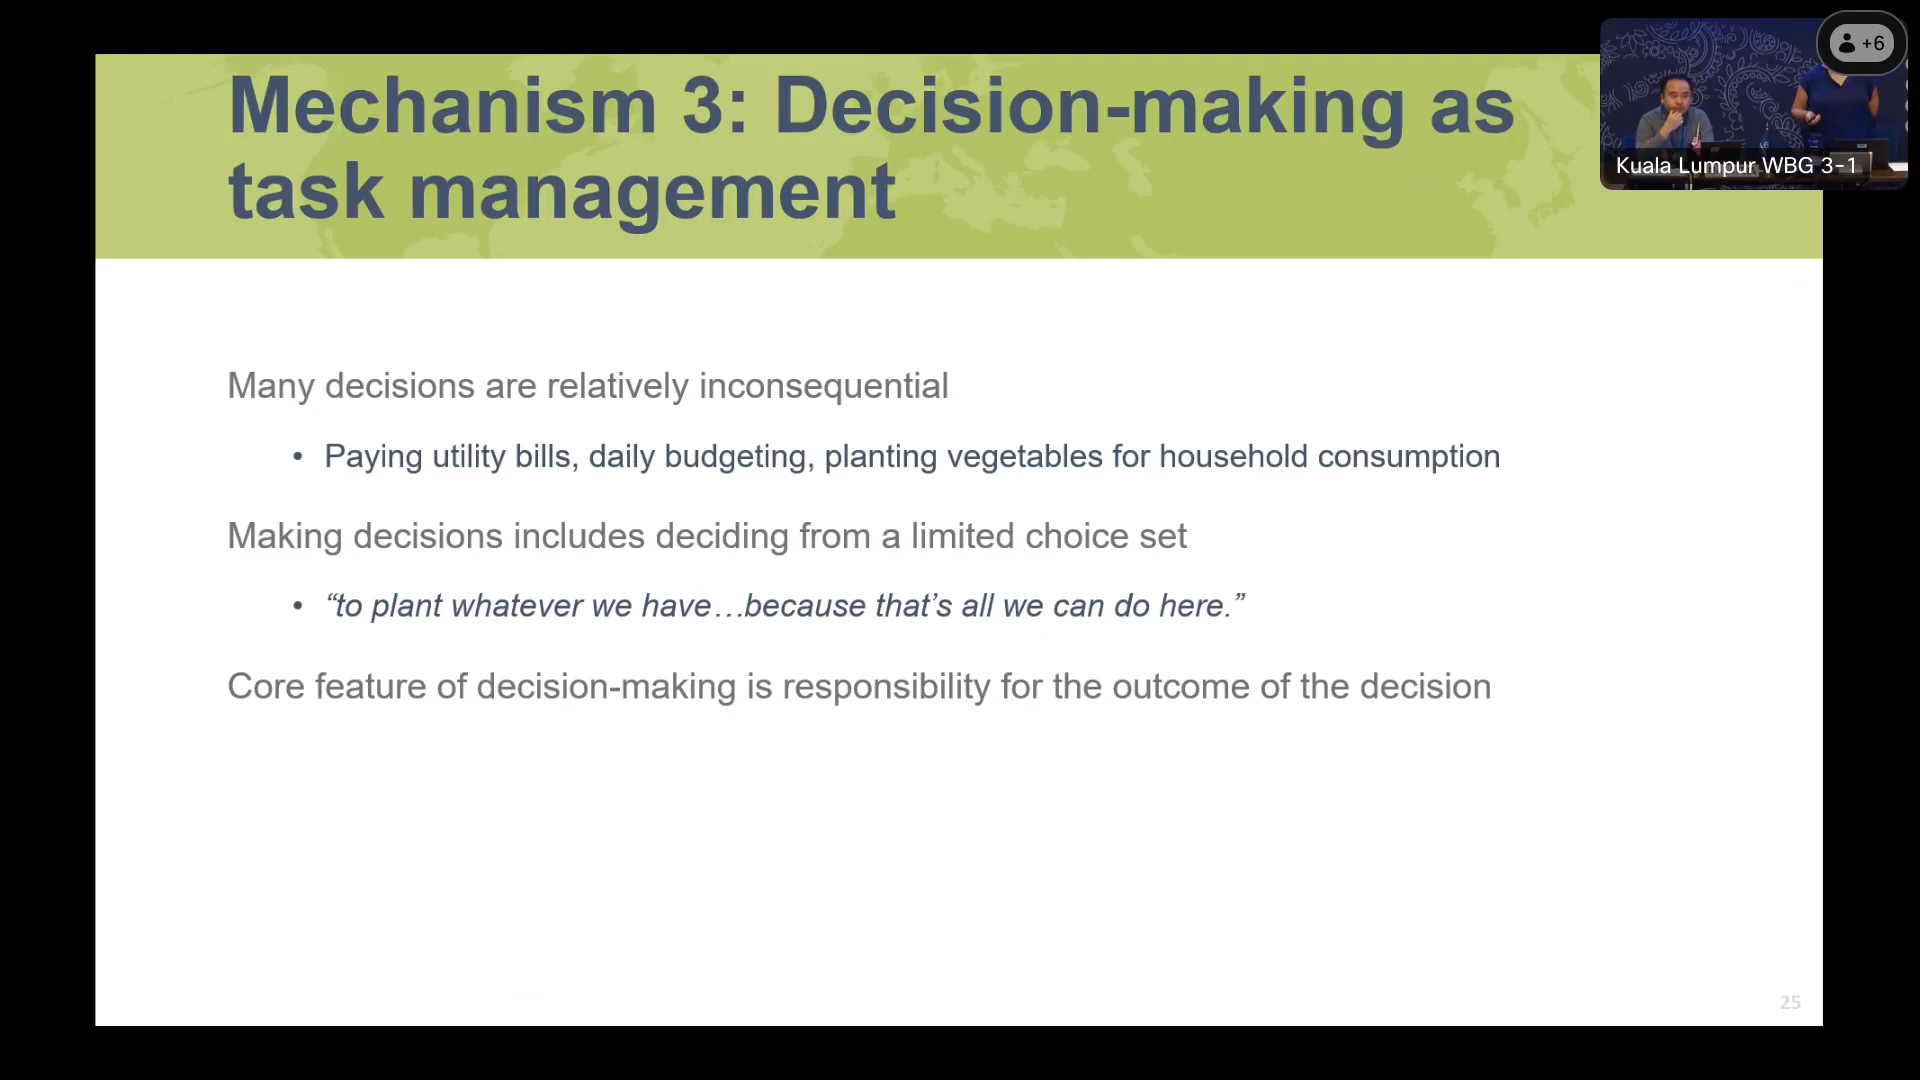 Mechanism 3: Decision-making as
task management
+6
Kuala Lumpur WBG 3-1
Many decisions are relatively inconsequential
• Paying utility bills, daily budgeting, planting vegetables for household consumption
Making decisions includes deciding from a limited choice set
• “to plant whatever we have…because that’s all we can do here.”
Core feature of decision-making is responsibility for the outcome of the decision
25